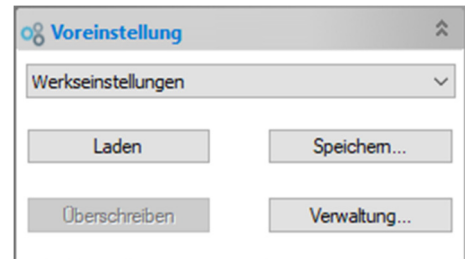 Voreinstellung
Werkseinstellungen
Laden Speichern...
Überschreiben Verwaltung...